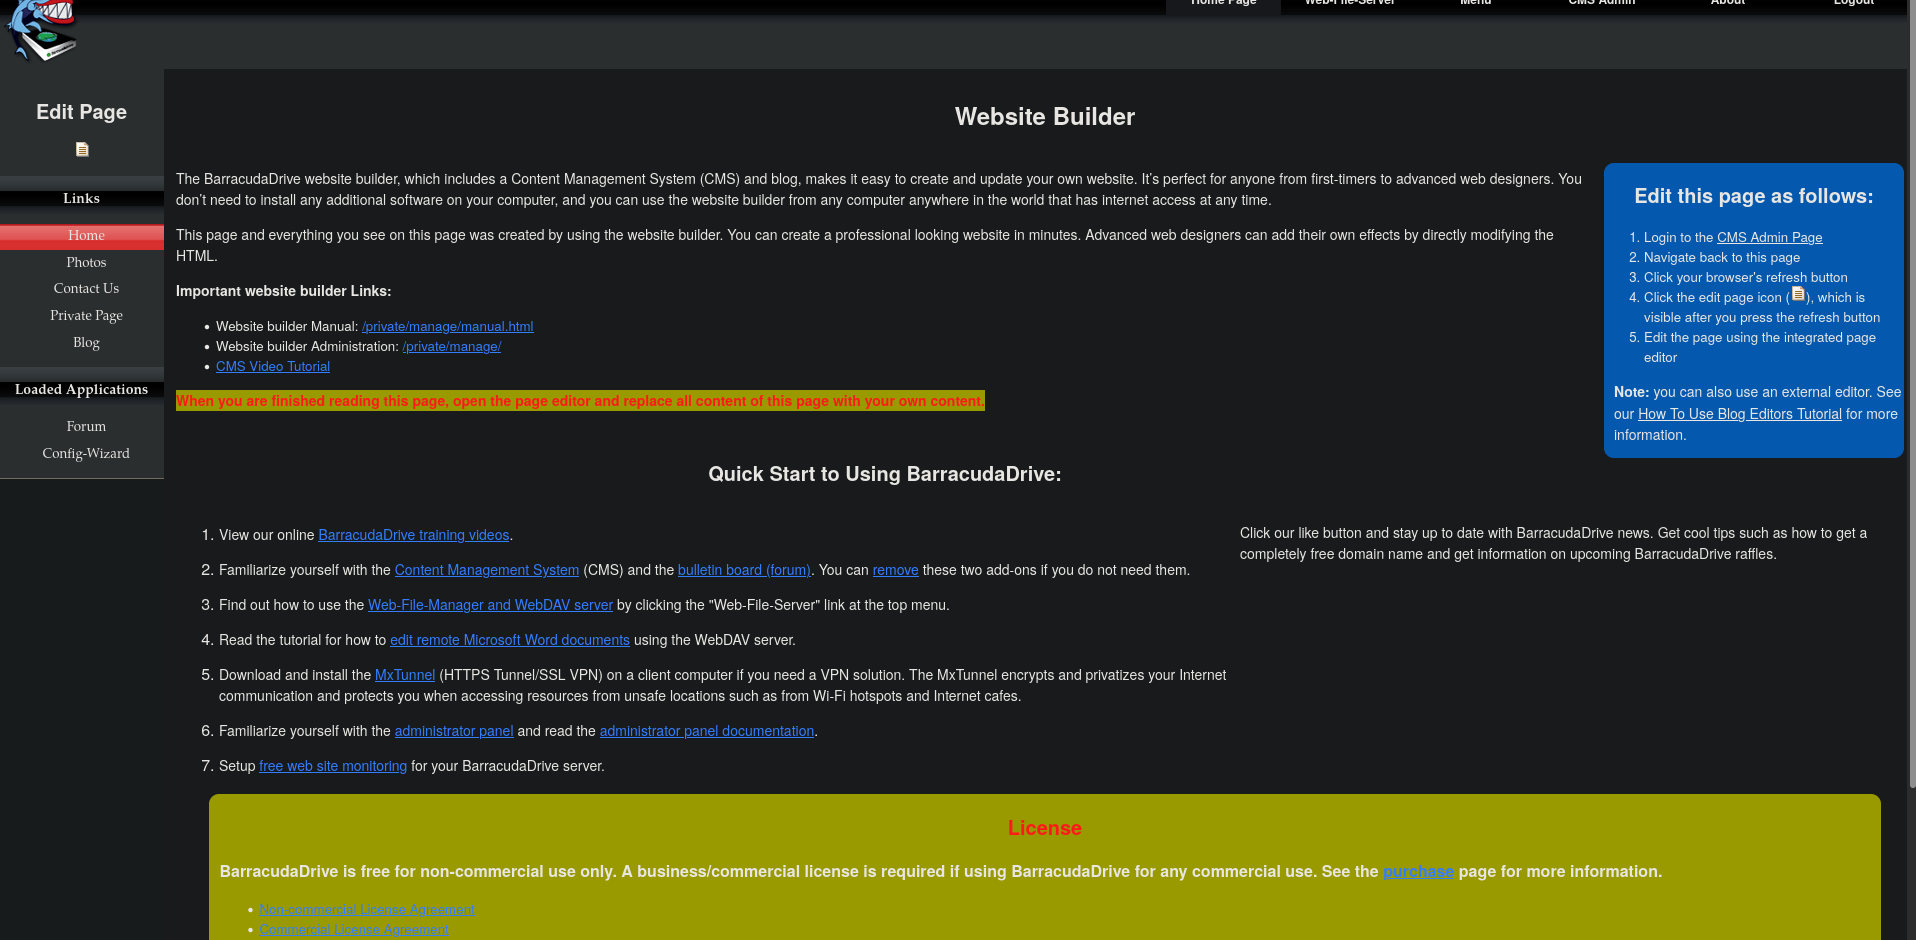 Home Page Web-File-Server Menu CMS Admin About Logout
Edit Page
Links
Home
Photos
Contact Us
Private Page
Blog
Loaded Applications
Forum
Config-Wizard
Website Builder
The BarracudaDrive website builder, which includes a Content Management System (CMS) and blog, makes it easy to create and update your own website. It's perfect for anyone from first-timers to advanced web designers. You
don't need to install any additional software on your computer, and you can use the website builder from any computer anywhere in the world that has internet access at any time.
This page and everything you see on this page was created by using the website builder. You can create a professional looking website in minutes. Advanced web designers can add their own effects by directly modifying the
HTML.
Important website builder Links:
• Website builder Manual: /private/manage/manual.html
• Website builder Administration: /private/manage/
• CMS Video Tutorial
When you are finished reading this page, open the page editor and replace all content of this page with your own content.
Edit this page as follows:
1. Login to the CMS Admin Page
2. Navigate back to this page
3. Click your browser's refresh button
4. Click the edit page icon ( ), which is
visible after you press the refresh button
5. Edit the page using the integrated page
editor
Note: you can also use an external editor. See
our How To Use Blog Editors Tutorial for more
information.
Quick Start to Using BarracudaDrive:
1. View our online BarracudaDrive training videos.
2. Familiarize yourself with the Content Management System (CMS) and the bulletin board (forum). You can remove these two add-ons if you do not need them.
3. Find out how to use the Web-File-Manager and WebDAV server by clicking the "Web-File-Server" link at the top menu.
4. Read the tutorial for how to edit remote Microsoft Word documents using the WebDAV server.
5. Download and install the MxTunnel (HTTPS Tunnel/SSL VPN) on a client computer if you need a VPN solution. The MxTunnel encrypts and privatizes your Internet
communication and protects you when accessing resources from unsafe locations such as from Wi-Fi hotspots and Internet cafes.
6. Familiarize yourself with the administrator panel and read the administrator panel documentation.
7. Setup free web site monitoring for your BarracudaDrive server.
Click our like button and stay up to date with BarracudaDrive news. Get cool tips such as how to get a
completely free domain name and get information on upcoming BarracudaDrive raffles.
License
BarracudaDrive is free for non-commercial use only. A business/commercial license is required if using BarracudaDrive for any commercial use. See the purchase page for more information.
• Non-commercial License Agreement
• Commercial License Agreement